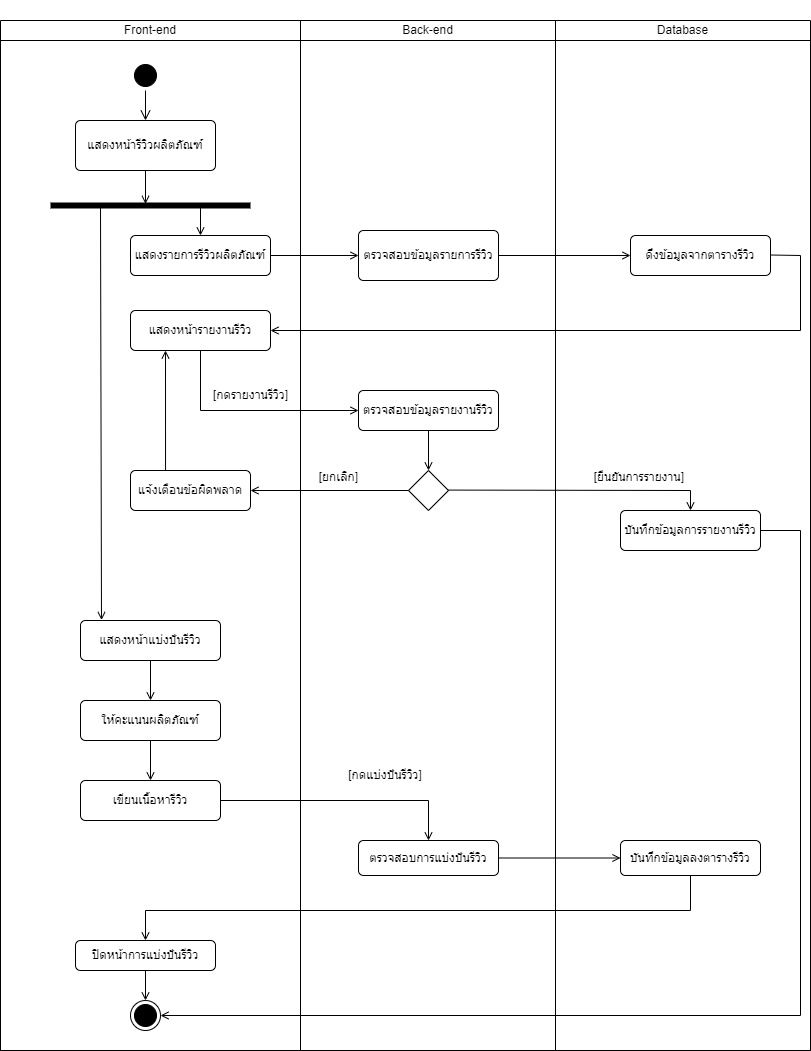 Front-end
Back-end
Database
แสดงหน้ารีวิวผลิตภัณฑ์
แสดงรายการรีวิวผลิตภัณฑ์
ตรวจสอบข้อมูลรายการรีวิว
ดึงข้อมูลจากตารางรีวิว
แสดงหน้ารายงานรีวิว
[กดรายงานรีวิว]
ตรวจสอบข้อมูลรายงานรีวิว
แจ้งเตือนข้อผิดพลาด
[ยกเลิก]
[ยืนยันการรายงาน]
บันทึกข้อมูลการรายงานรีวิว
แสดงหน้าแบ่งปันรีวิว
ให้คะแนนผลิตภัณฑ์
[กดแบ่งปันรีวิว]
เขียนเนื้อหารีวิว
ตรวจสอบการแบ่งปันรีวิว
บันทึกข้อมูลลงตารางรีวิว
ปิดหน้าการแบ่งปันรีวิว